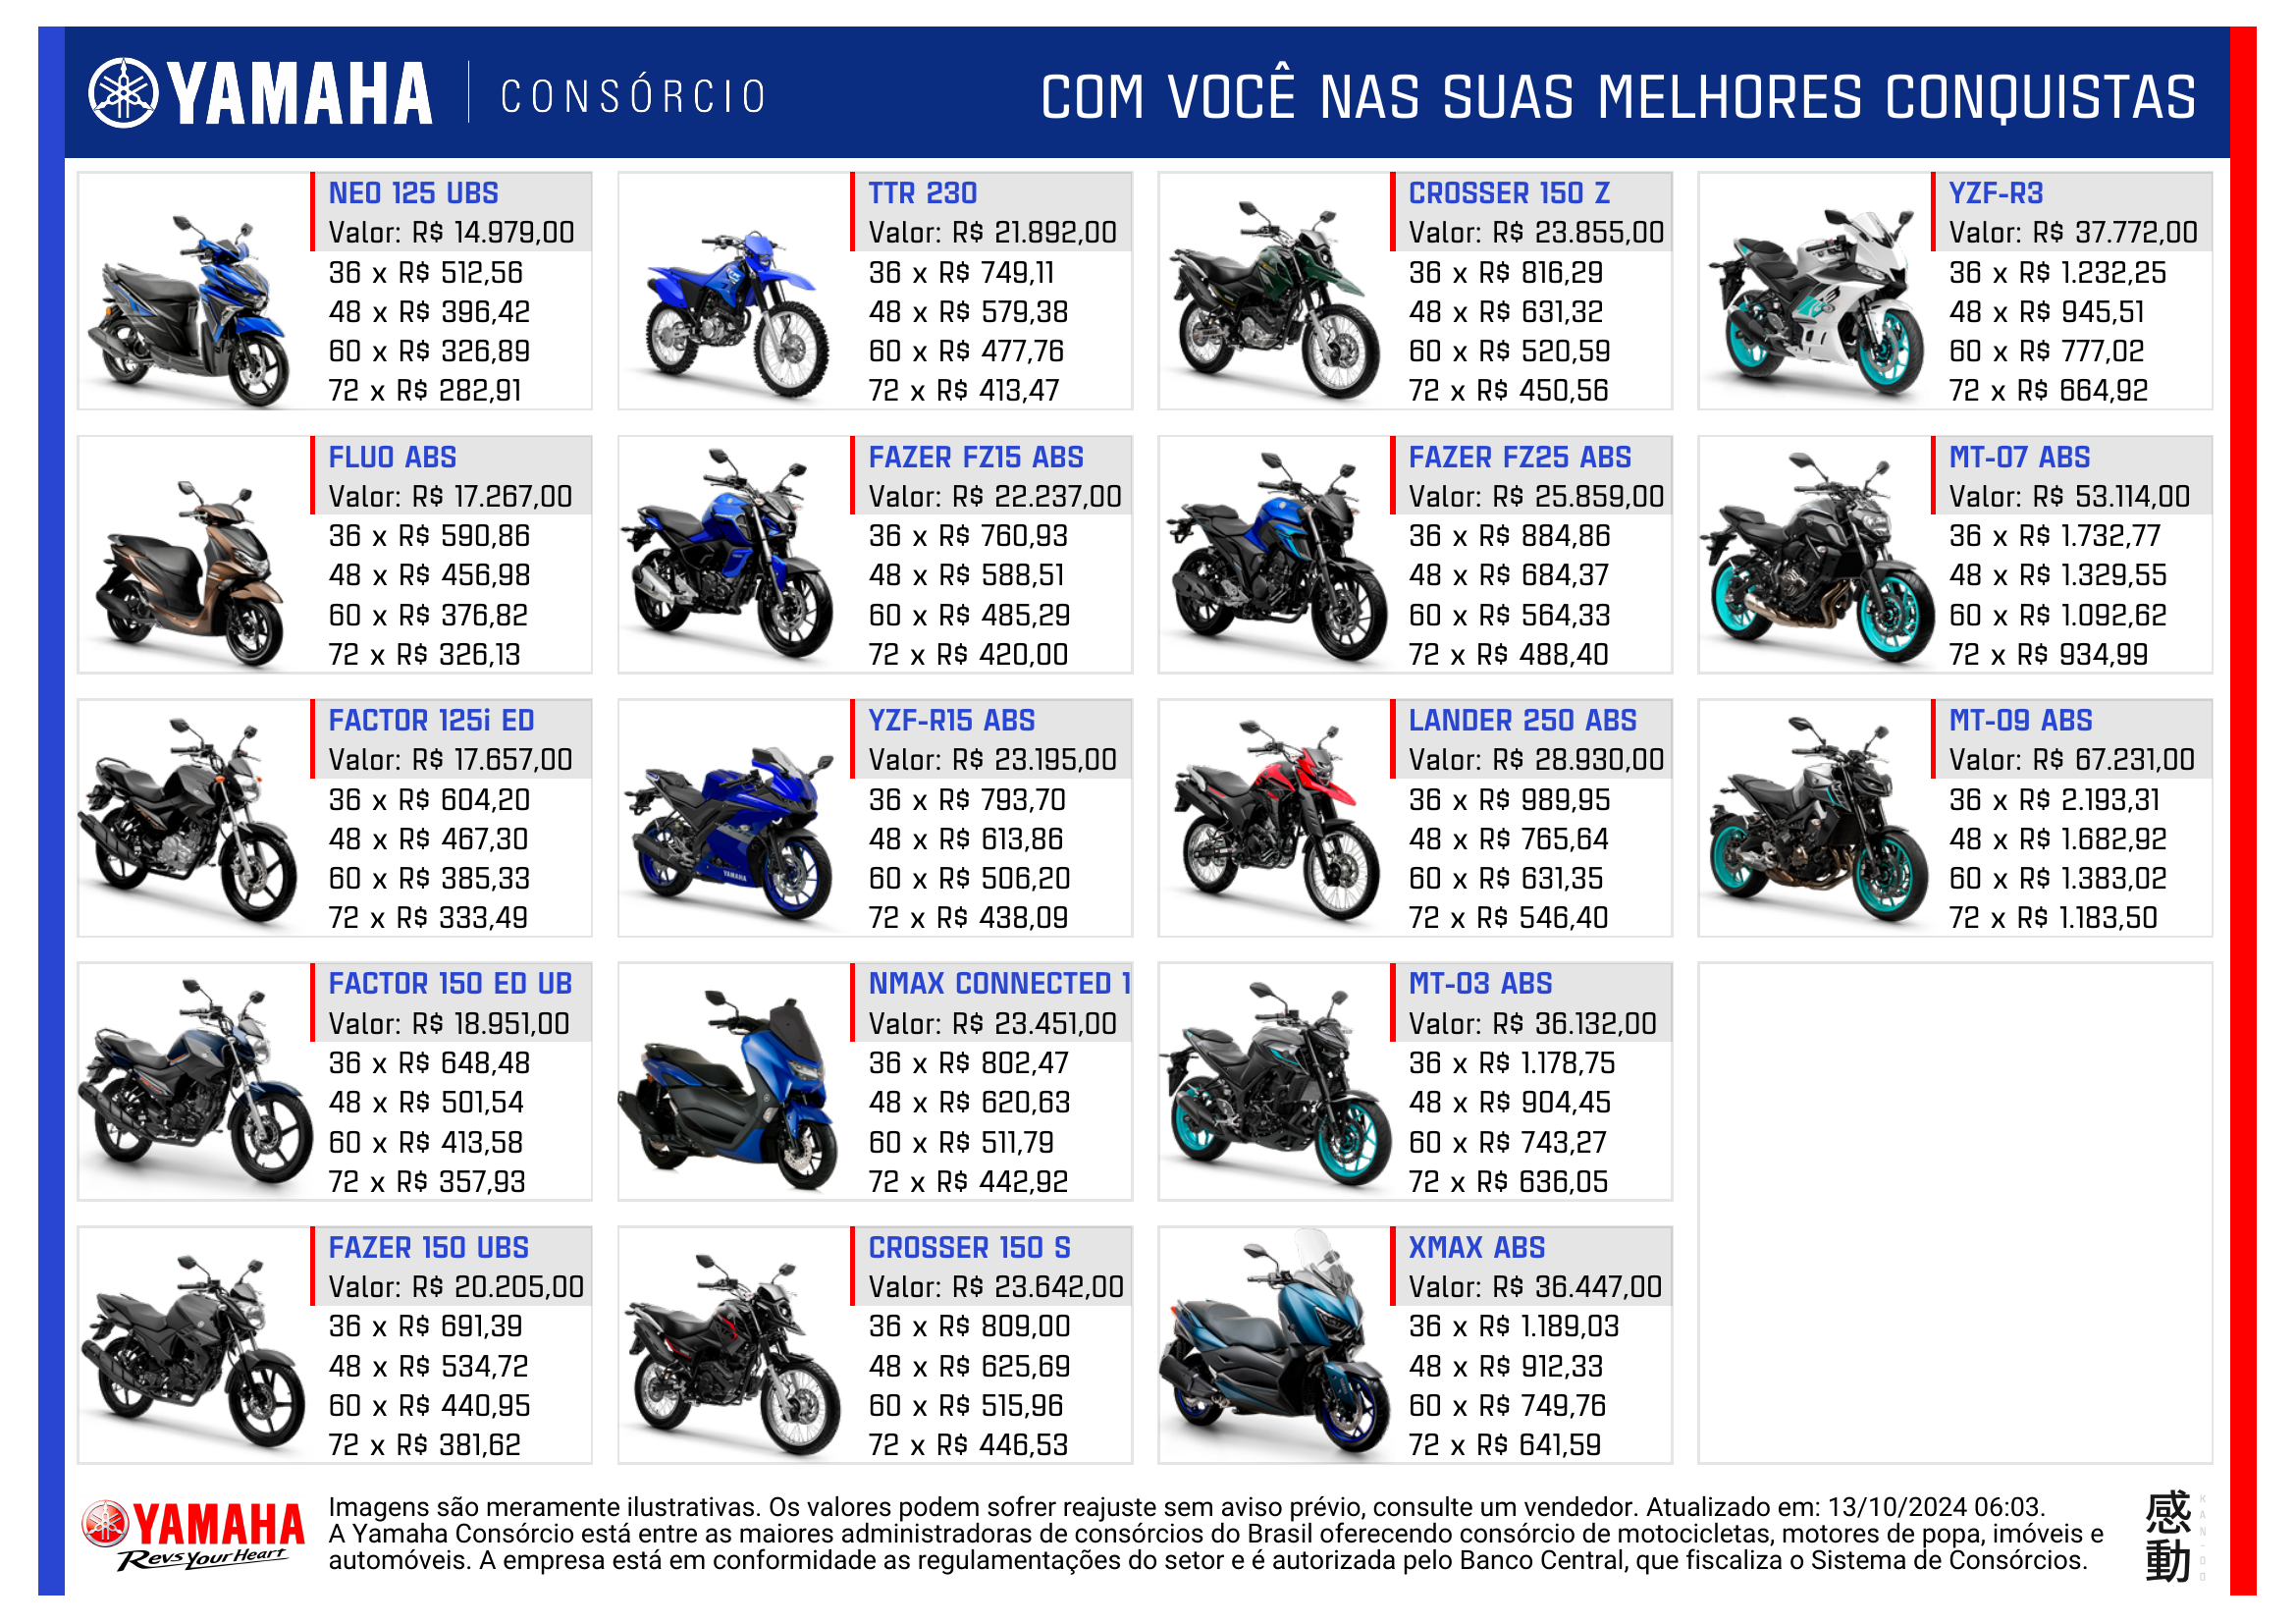 YAMAHA CONSÓRCIO
COM VOCÊ NAS SUAS MELHORES CONQUISTAS
NEO 125 UBS
Valor: R$ 14.979,00
36 x R$ 512,56
48 x R$ 396,42
60 x R$ 326,89
72 x R$ 282,91
TTR 230
Valor: R$ 21.892,00
36 x R$ 749,11
48 x R$ 579,38
60 x R$ 477,76
72 x R$ 413,47
CROSSER 150 Z
Valor: R$ 23.855,00
36 x R$ 816,29
48 x R$ 631,32
60 x R$ 520,59
72 x R$ 450,56
YZF-R3
Valor: R$ 37.772,00
36 x R$ 1.232,25
48 x R$ 945,51
60 x R$ 777,02
72 x R$ 664,92
FLUO ABS
Valor: R$ 17.267,00
36 x R$ 590,86
48 x R$ 456,98
60 x R$ 376,82
72 x R$ 326,13
FAZER FZ15 ABS
Valor: R$ 22.237,00
36 x R$ 760,93
48 x R$ 588,51
60 x R$ 485,29
72 x R$ 420,00
FAZER FZ25 ABS
Valor: R$ 25.859,00
36 x R$ 884,86
48 x R$ 684,37
60 x R$ 564,33
72 x R$ 488,40
MT-07 ABS
Valor: R$ 53.114,00
36 x R$ 1.732,77
48 x R$ 1.329,55
60 x R$ 1.092,62
72 x R$ 934,99
FACTOR 125i ED
Valor: R$ 17.657,00
36 x R$ 604,20
48 x R$ 467,30
60 x R$ 385,33
72 x R$ 333,49
YZF-R15 ABS
Valor: R$ 23.195,00
36 x R$ 793,70
48 x R$ 613,86
60 x R$ 506,20
72 x R$ 438,09
YAMAHA
LANDER 250 ABS
Valor: R$ 28.930,00
36 x R$ 989,95
48 x R$ 765,64
60 x R$ 631,35
72 x R$ 546,40
MT-09 ABS
Valor: R$ 67.231,00
36 x R$ 2.193,31
48 x R$ 1.682,92
60 x R$ 1.383,02
72 x R$ 1.183,50
FACTOR 150 ED UB
Valor: R$ 18.951,00
36 x R$ 648,48
48 x R$ 501,54
60 x R$ 413,58
72 x R$ 357,93
NMAX CONNECTED 1
Valor: R$ 23.451,00
36 x R$ 802,47
48 x R$ 620,63
60 x R$ 511,79
72 x R$ 442,92
MT-03 ABS
Valor: R$ 36.132,00
36 x R$ 1.178,75
48 x R$ 904,45
60 x R$ 743,27
72 x R$ 636,05
FAZER 150 UBS
Valor: R$ 20.205,00
36 x R$ 691,39
48 x R$ 534,72
60 x R$ 440,95
72 x R$ 381,62
CROSSER 150 S
Valor: R$ 23.642,00
36 x R$ 809,00
48 x R$ 625,69
60 x R$ 515,96
72 x R$ 446,53
XMAX ABS
Valor: R$ 36.447,00
36 x R$ 1.189,03
48 x R$ 912,33
60 x R$ 749,76
72 x R$ 641,59
YAMAHA
Revs Your Heart
Imagens são meramente ilustrativas. Os valores podem sofrer reajuste sem aviso prévio, consulte um vendedor. Atualizado em: 13/10/2024 06:03.
A Yamaha Consórcio está entre as maiores administradoras de consórcios do Brasil oferecendo consórcio de motocicletas, motores de popa, imóveis e
automóveis. A empresa está em conformidade as regulamentações do setor e é autorizada pelo Banco Central, que fiscaliza o Sistema de Consórcios.
感動
KAN-DO